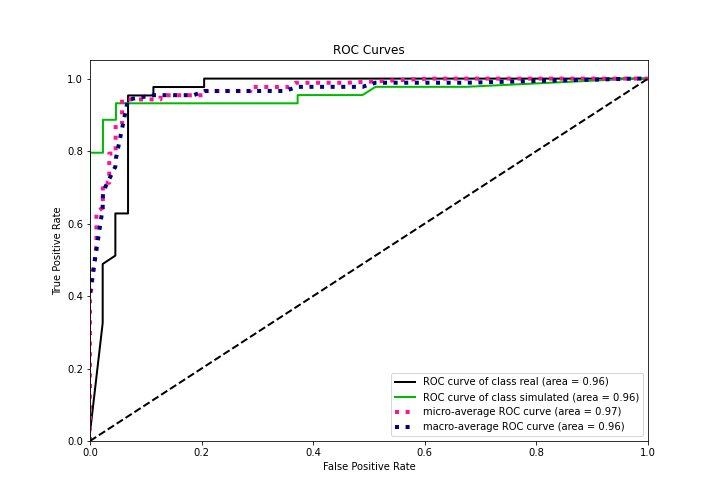 ROC Curves
1.0
0.8
0.6
0.4
0.2
0.0
True Positive Rate
ROC curve of class real (area = 0.96)
ROC curve of class simulated (area = 0.96)
micro-average ROC curve (area = 0.97)
macro-average ROC curve (area = 0.96)
0.0 0.2 0.4 0.6 0.8 1.0
False Positive Rate